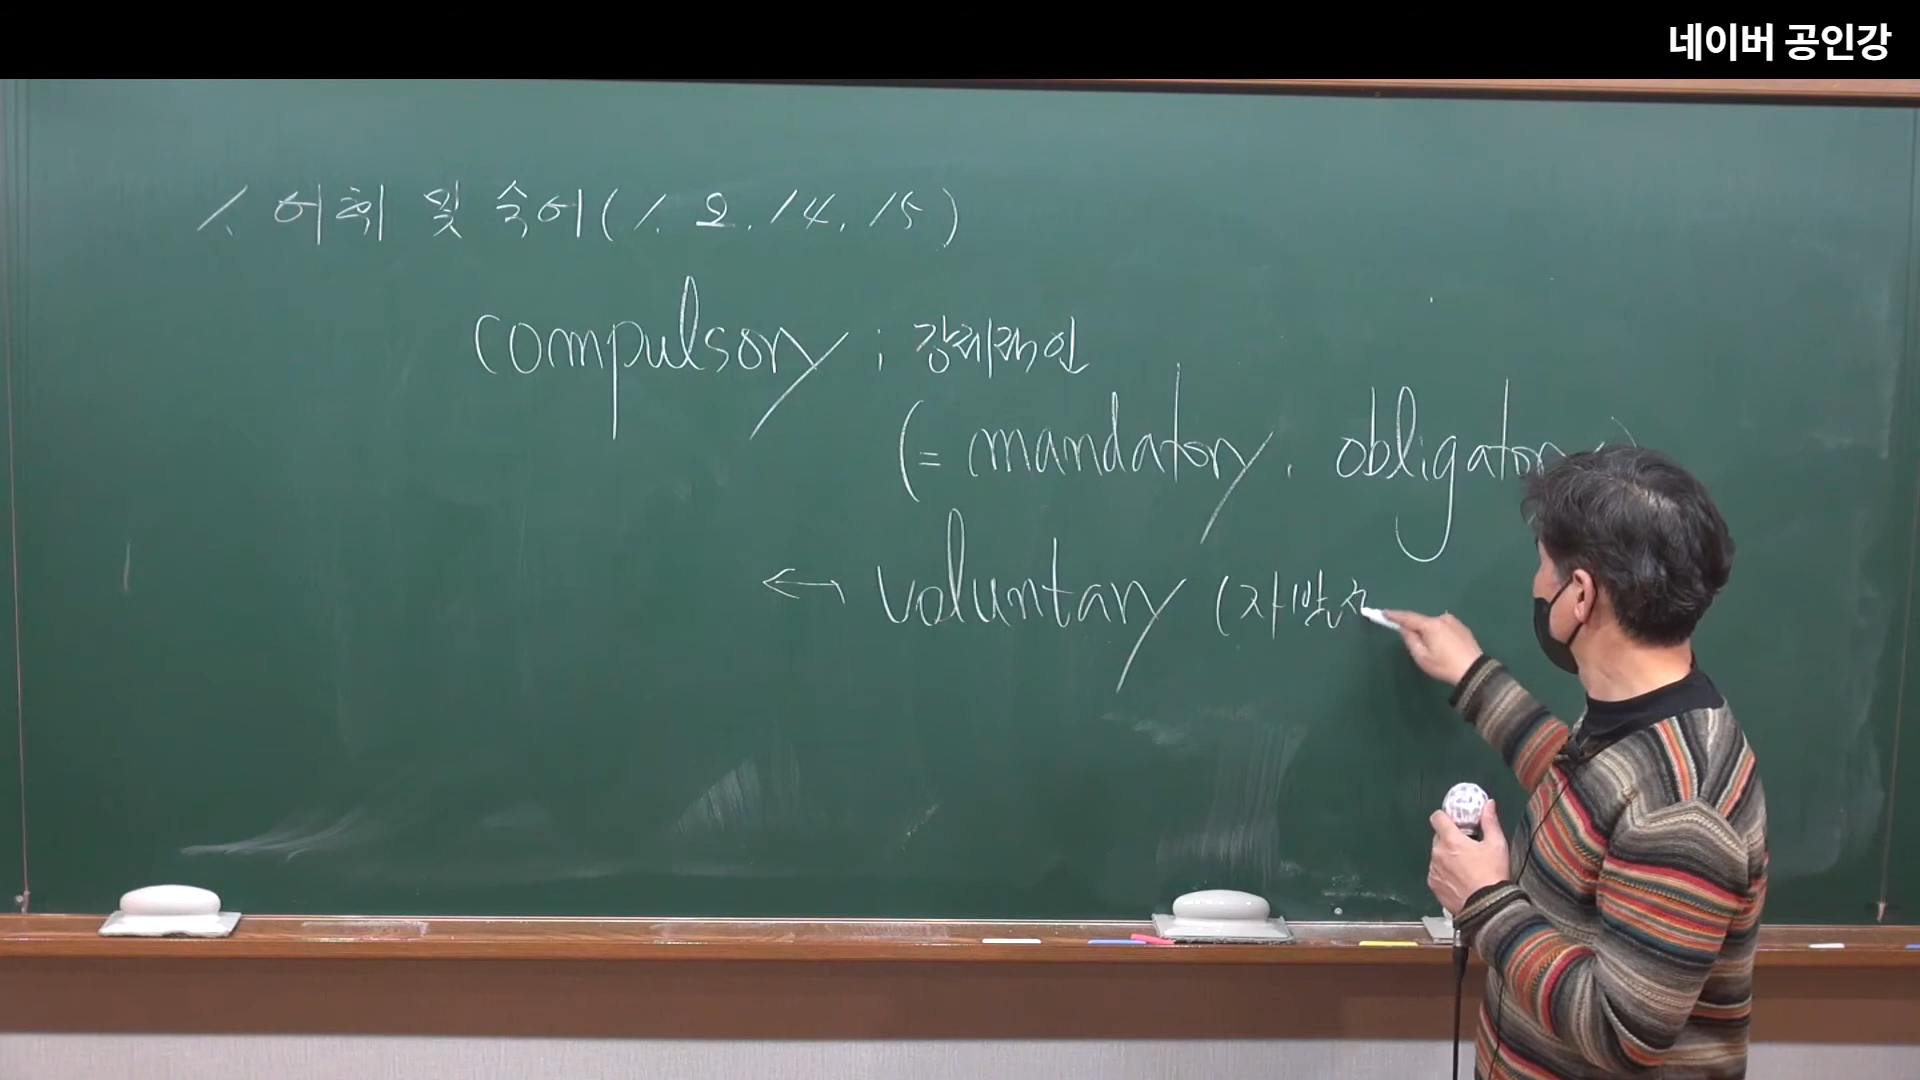 네이버 공인강
1. 어휘 및 숙어(1. 2. 14. 15)
compulsory ; 강제적인
(= mandatory. obligatory)
↔ voluntary (자발적